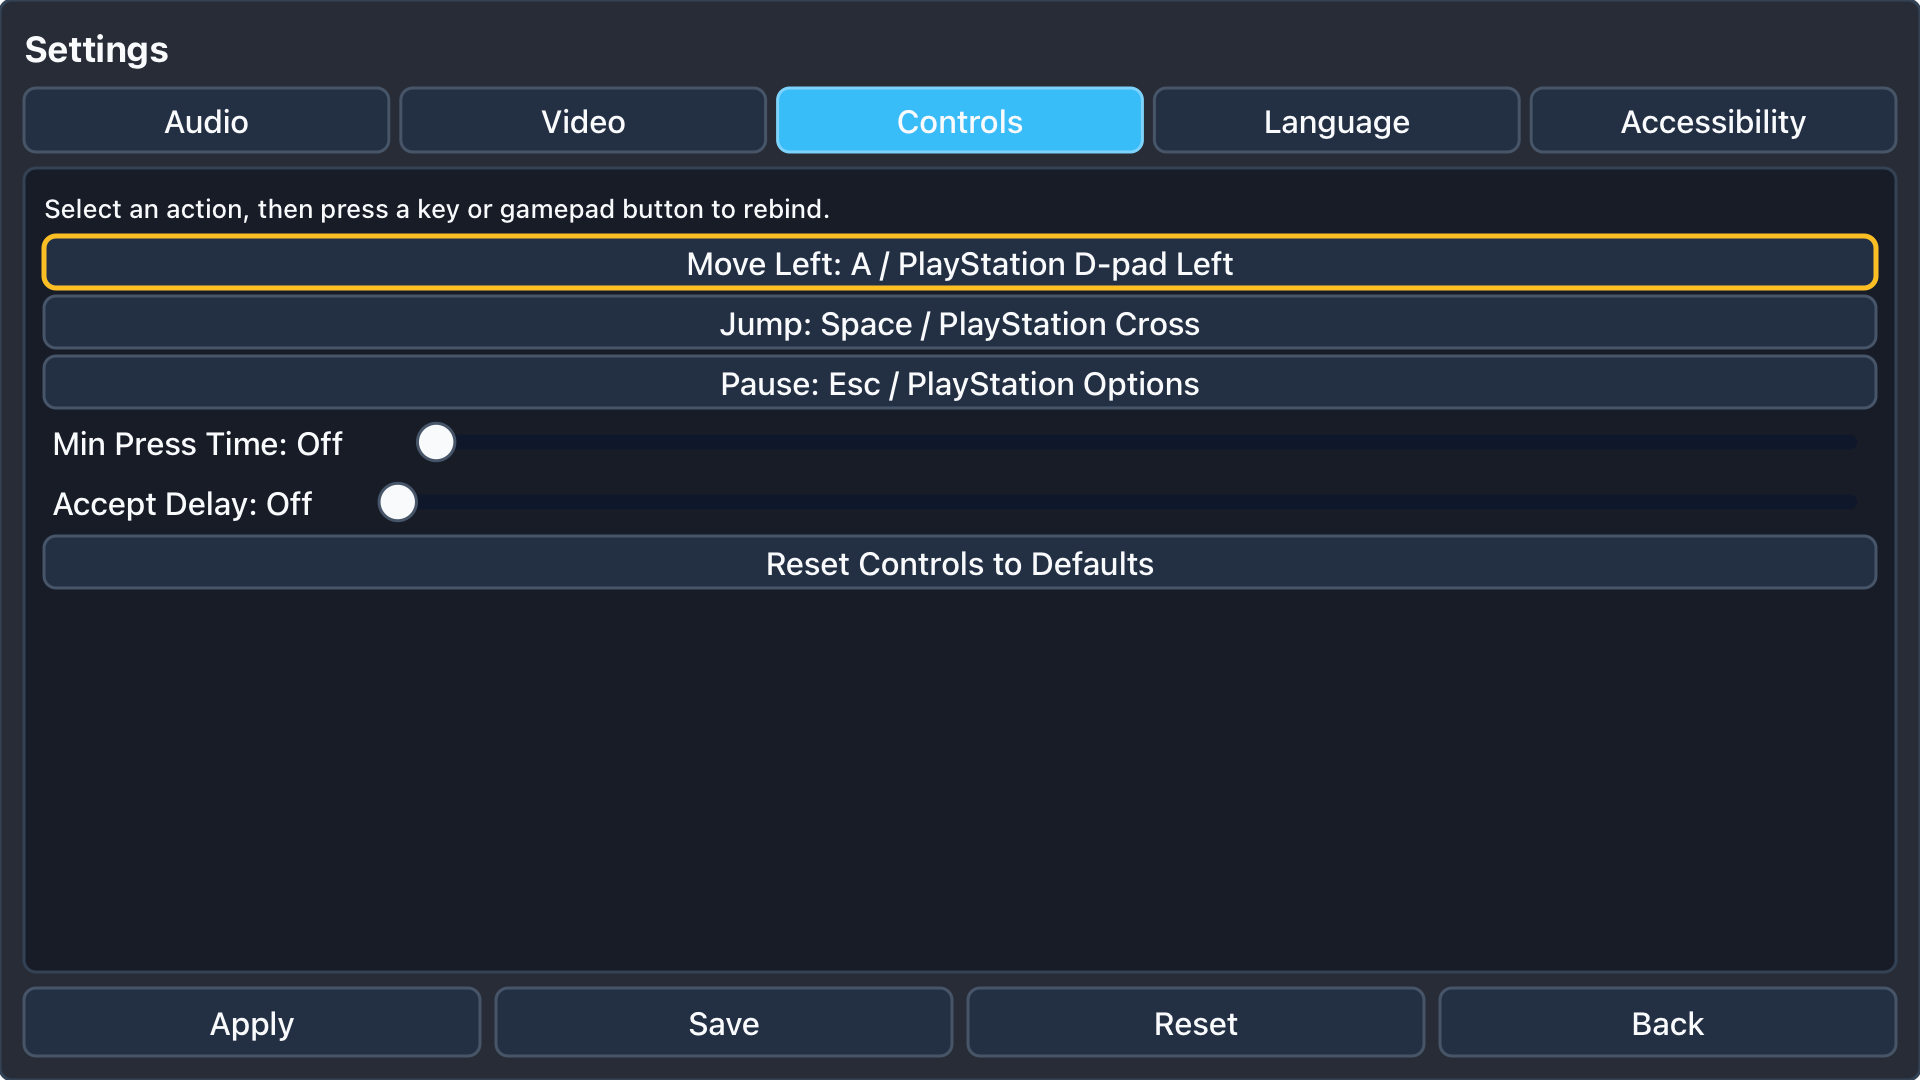 Settings
Audio
Video
Controls
Language
Accessibility
Select an action, then press a key or gamepad button to rebind.
Move Left: A / PlayStation D-pad Left
Jump: Space / PlayStation Cross
Pause: Esc / PlayStation Options
Min Press Time: Off
Accept Delay: Off
Reset Controls to Defaults
Apply
Save
Reset
Back